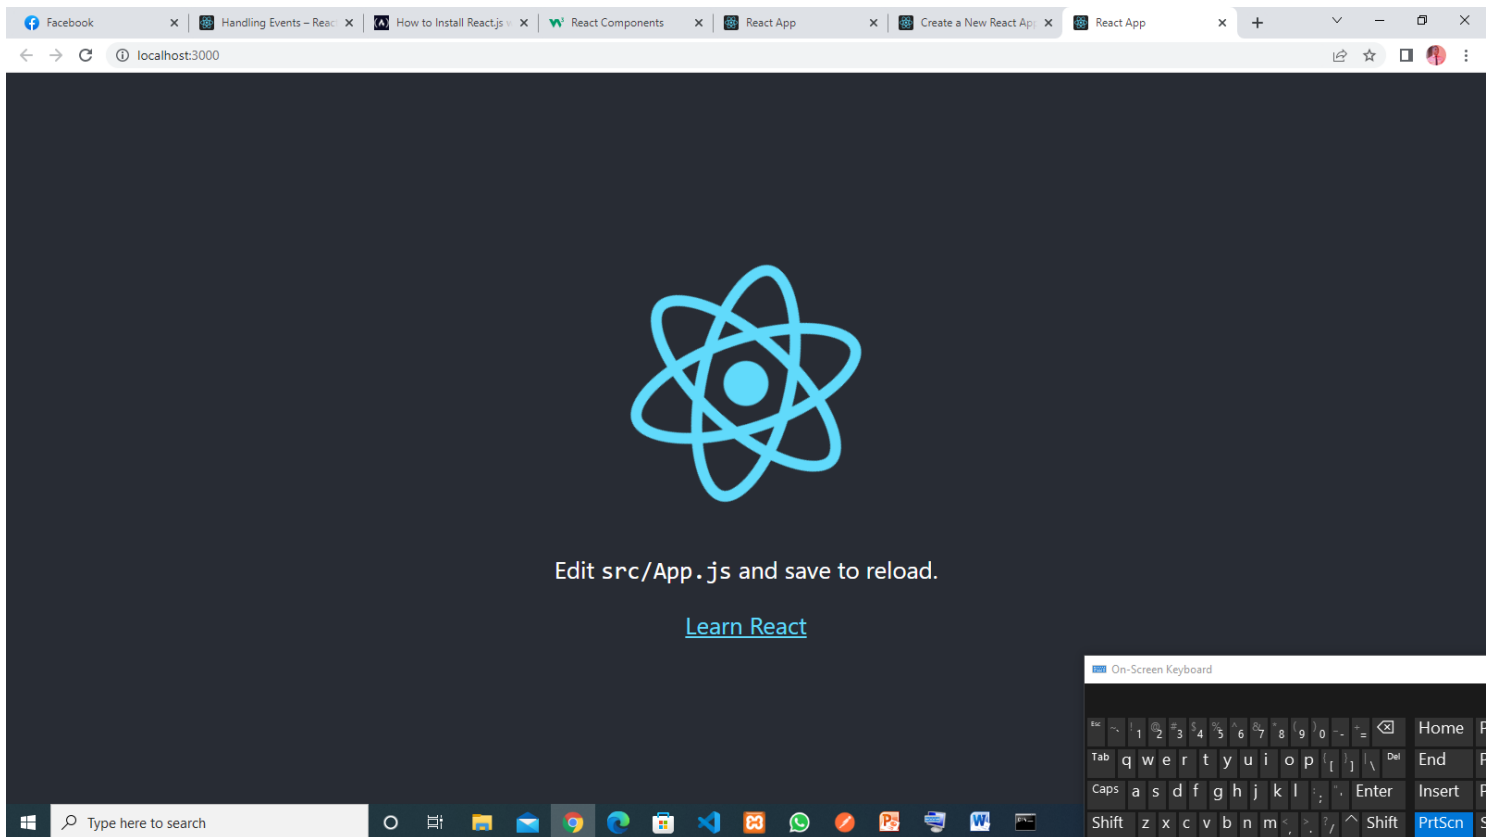 Facebook
Handling Events – Reac
How to Install React.js w
React Components
React App
Create a New React Ap
React App
localhost:3000
Edit src/App.js and save to reload.
Learn React
On-Screen Keyboard
Esc ~` !1 @2 #3 $4 %5 ^6 &7 *8 (9 )0 _- += Home
Tab q w e r t y u i o p {[ }] |\ Del End
Caps a s d f g h j k l :; "' Enter Insert
Shift z x c v b n m <, >. ?/ ^ Shift PrtScn
Type here to search